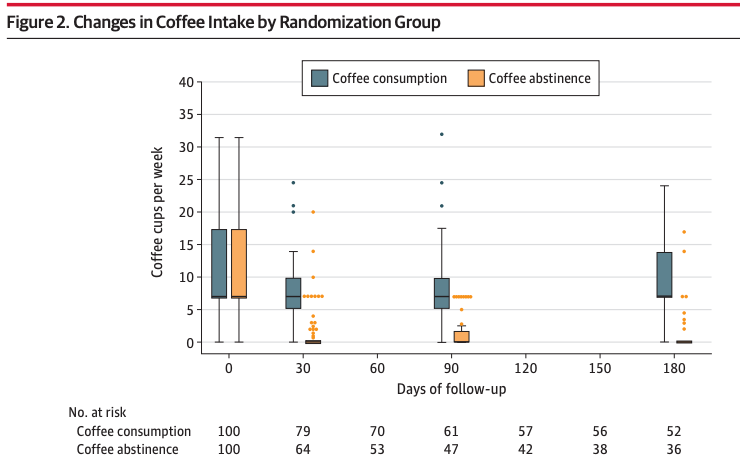 Figure 2. Changes in Coffee Intake by Randomization Group
Coffee consumption Coffee abstinence
40
35
30
25
20
15
10
5
0
Coffee cups per week
0 30 60 90 120 150 180
Days of follow-up
No. at risk
Coffee consumption 100 79 70 61 57 56 52
Coffee abstinence 100 64 53 47 42 38 36